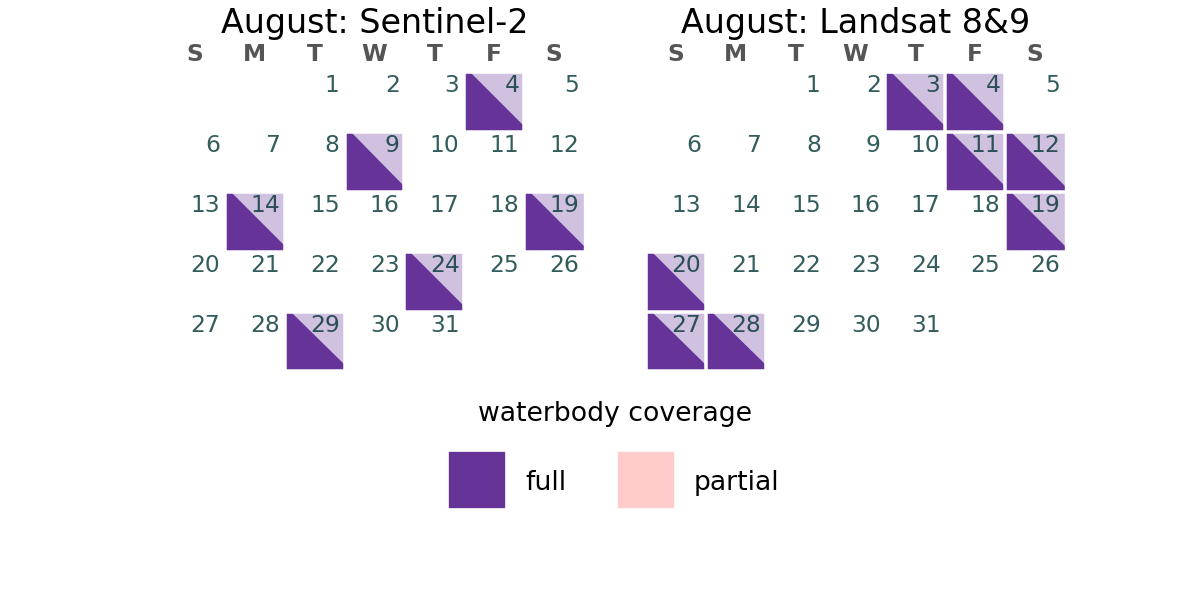 August: Sentinel-2
S M T W T F S
1 2 3 4 5
6 7 8 9 10 11 12
13 14 15 16 17 18 19
20 21 22 23 24 25 26
27 28 29 30 31
August: Landsat 8&9
S M T W T F S
1 2 3 4 5
6 7 8 9 10 11 12
13 14 15 16 17 18 19
20 21 22 23 24 25 26
27 28 29 30 31
waterbody coverage
full partial